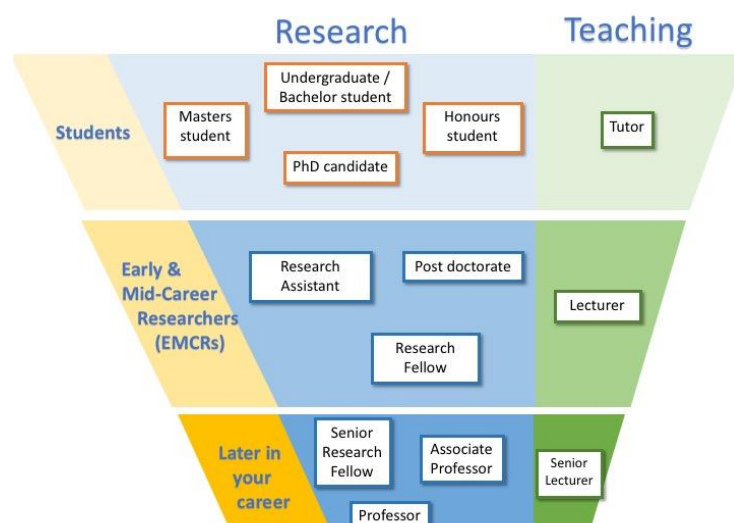 Research
Teaching
Students
Undergraduate /
Bachelor student
Masters
student
Honours
student
PhD candidate
Tutor
Early &
Mid-Career
Researchers
(EMCRs)
Research
Assistant
Post doctorate
Research
Fellow
Lecturer
Later in
your
career
Senior
Research
Fellow
Associate
Professor
Professor
Senior
Lecturer